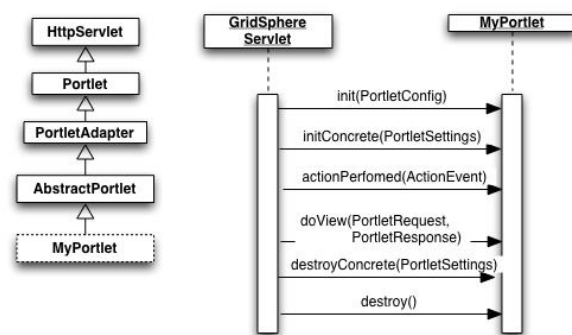 HttpServlet
Portlet
PortletAdapter
AbstractPortlet
MyPortlet
GridSphere
Servlet
MyPortlet
init(PortletConfig)
initConcrete(PortletSettings)
actionPerfomed(ActionEvent)
doView(PortletRequest,
PortletResponse)
destroyConcrete(PortletSettings)
destroy()